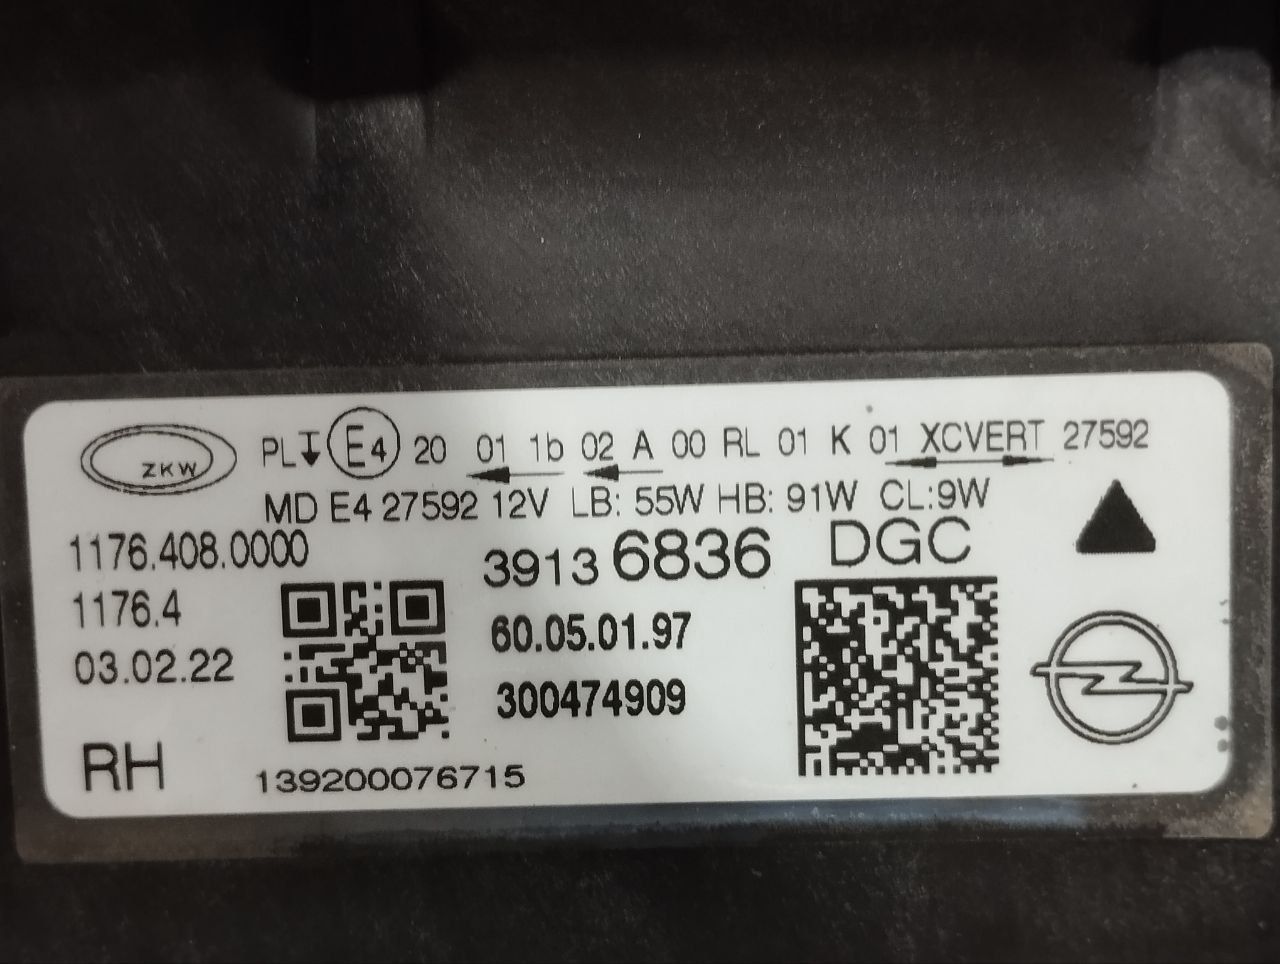 ZKW PL E4 20 01 1b 02 A 00 RL 01 K 01 XCVERT 27592
MD E4 27592 12V LB: 55W HB: 91W CL:9W
1176.408.0000 39136836 DGC
1176.4 60.05.01.97
03.02.22 300474909
RH 139200076715